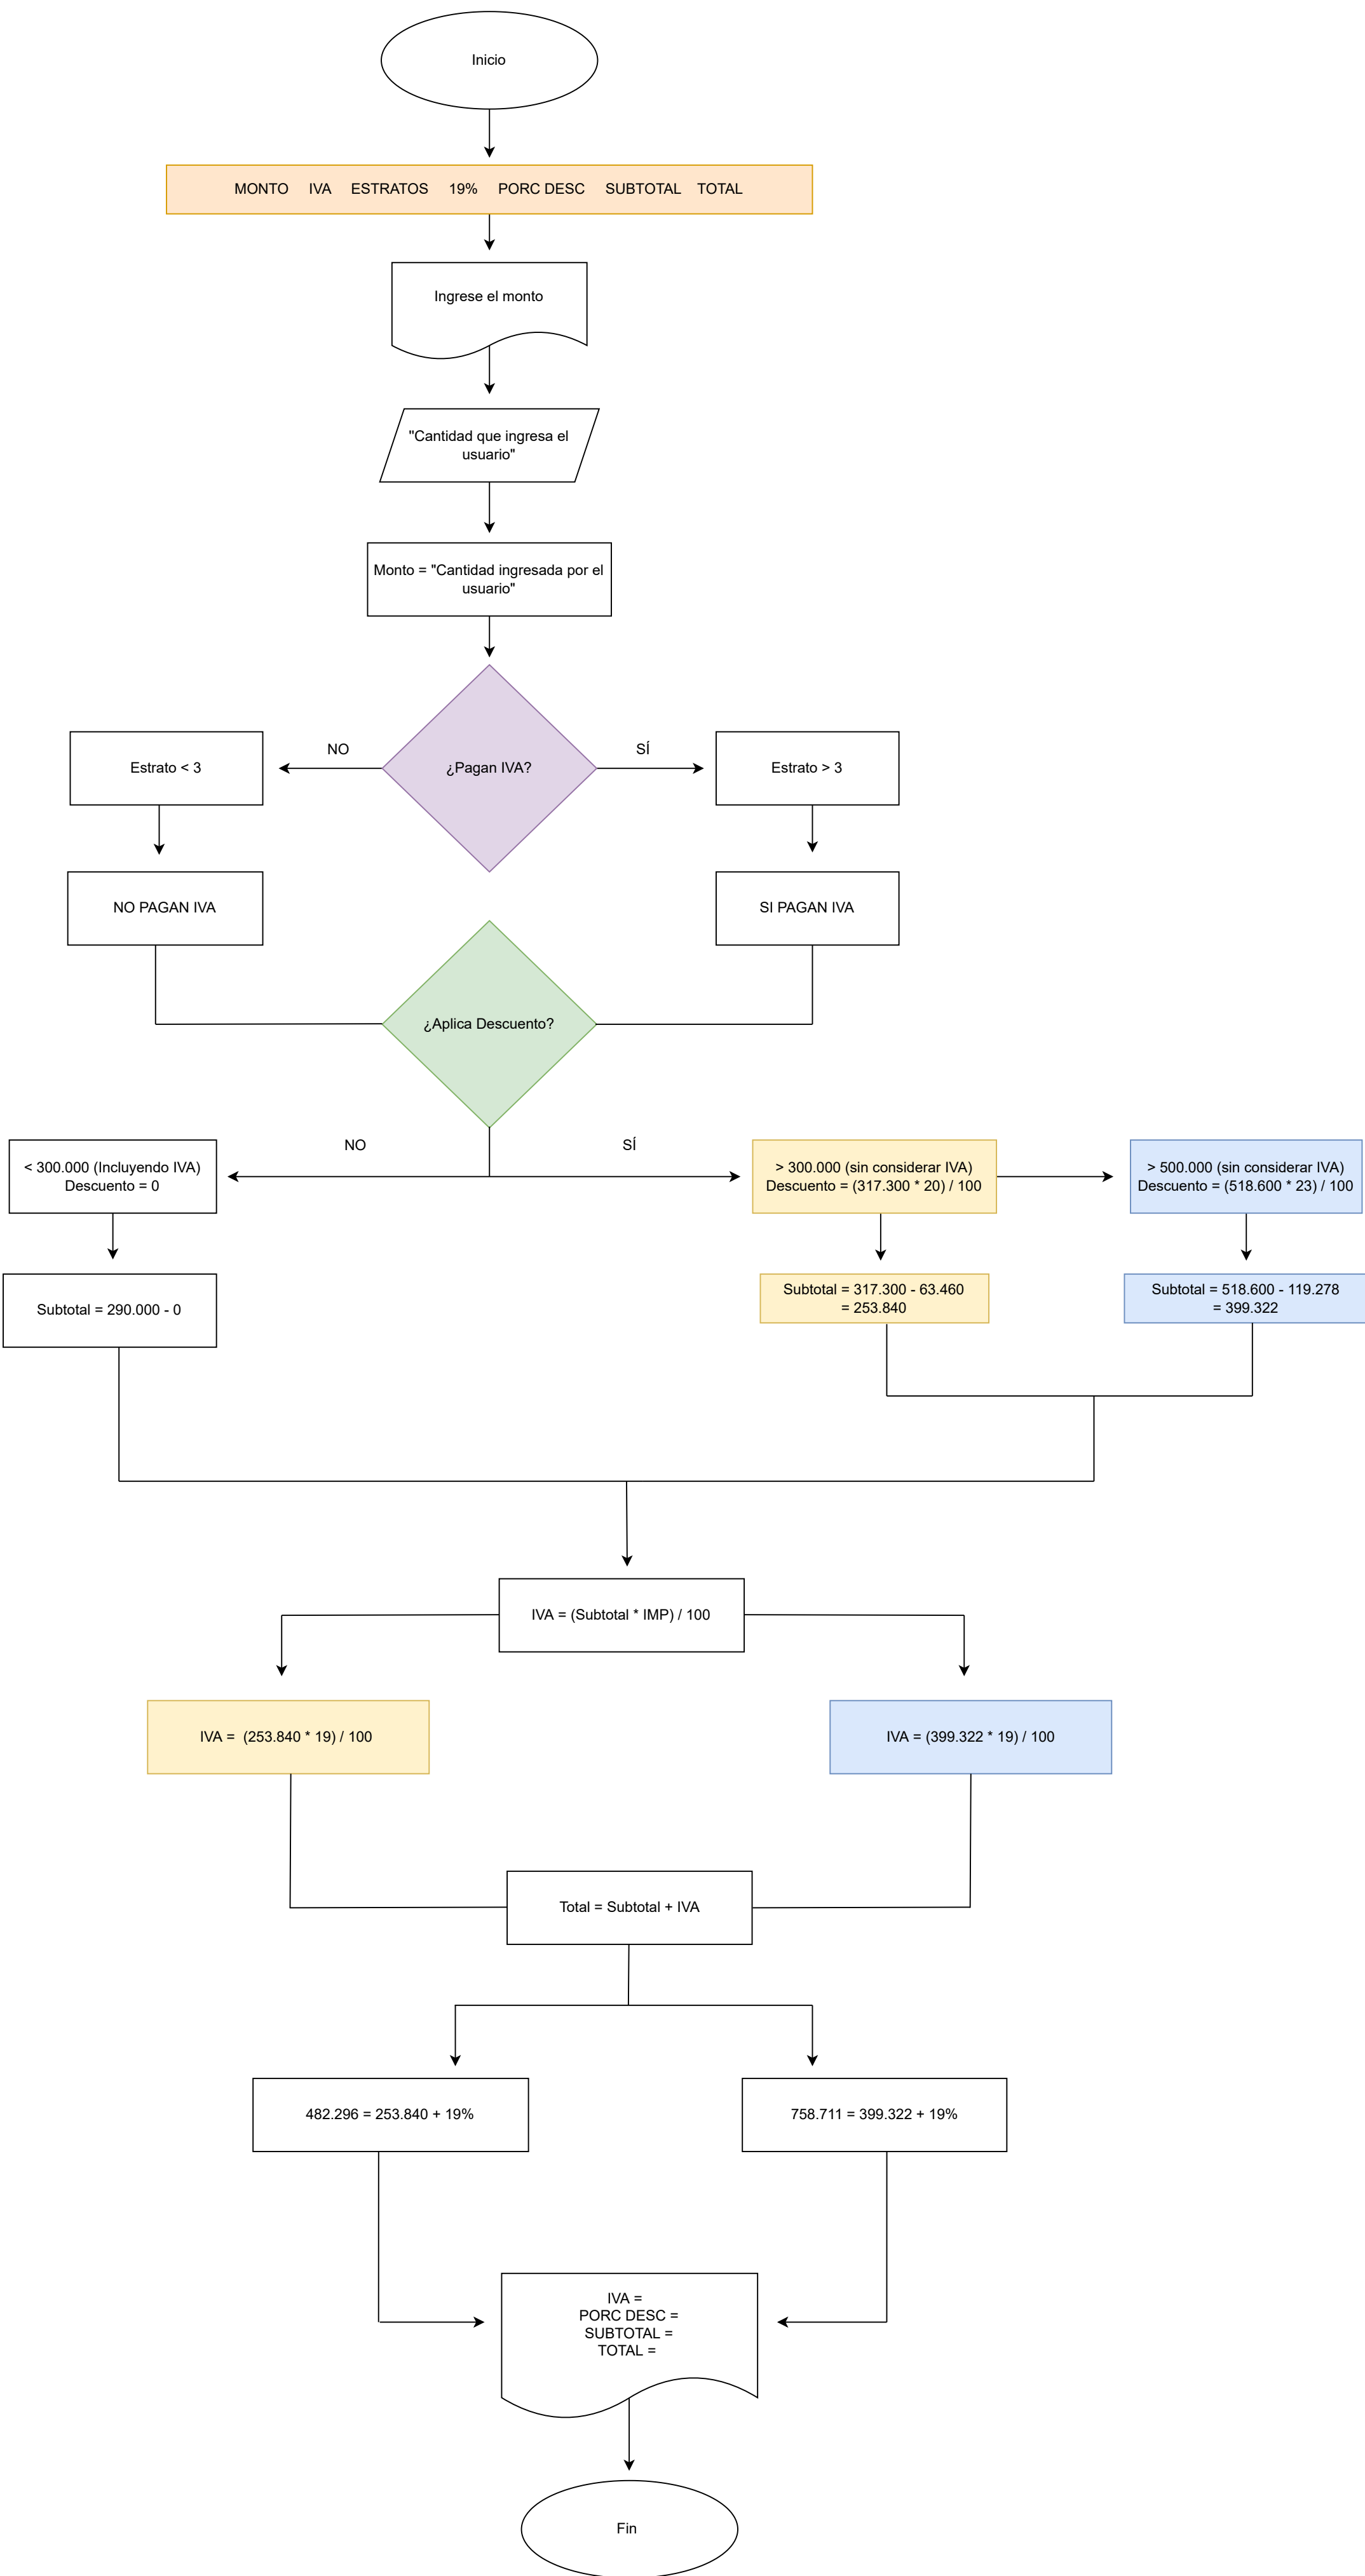 Inicio
MONTO IVA ESTRATOS 19% PORC DESC SUBTOTAL TOTAL
Ingrese el monto
"Cantidad que ingresa el
usuario"
Monto = "Cantidad ingresada por el
usuario"
¿Pagan IVA?
NO
SÍ
Estrato < 3
Estrato > 3
NO PAGAN IVA
SI PAGAN IVA
¿Aplica Descuento?
NO
SÍ
< 300.000 (Incluyendo IVA)
Descuento = 0
> 300.000 (sin considerar IVA)
Descuento = (317.300 * 20) / 100
> 500.000 (sin considerar IVA)
Descuento = (518.600 * 23) / 100
Subtotal = 290.000 - 0
Subtotal = 317.300 - 63.460
= 253.840
Subtotal = 518.600 - 119.278
= 399.322
IVA = (Subtotal * IMP) / 100
IVA = (253.840 * 19) / 100
IVA = (399.322 * 19) / 100
Total = Subtotal + IVA
482.296 = 253.840 + 19%
758.711 = 399.322 + 19%
IVA =
PORC DESC =
SUBTOTAL =
TOTAL =
Fin